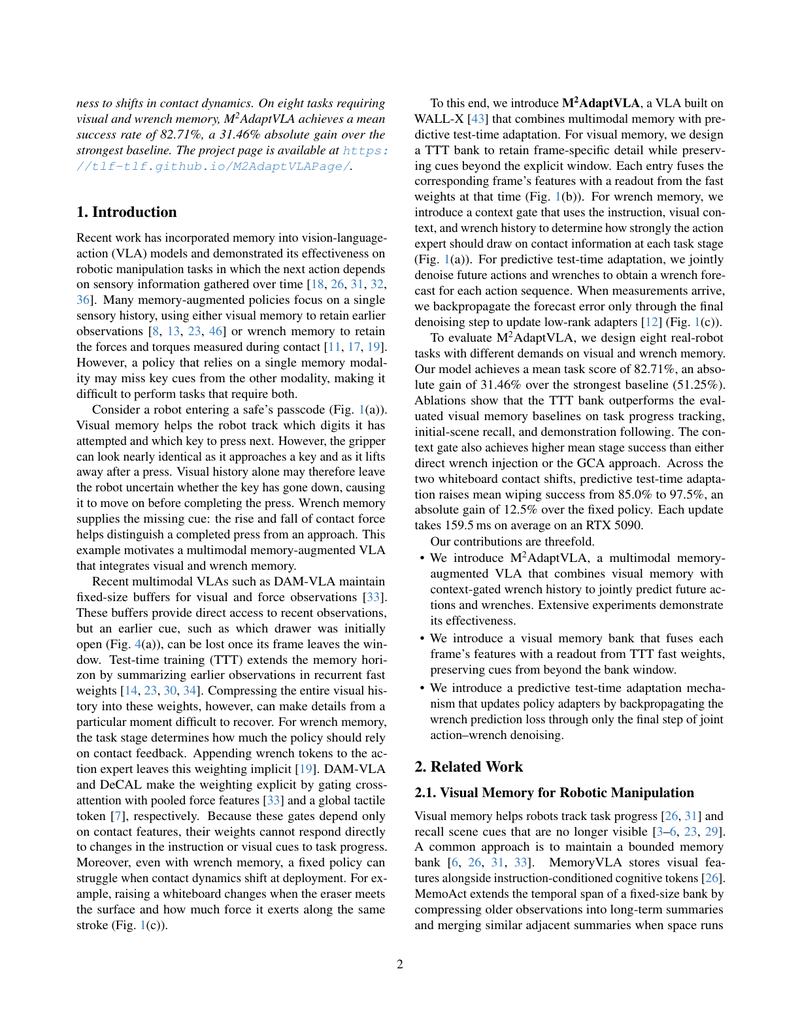 ness to shifts in contact dynamics. On eight tasks requiring
visual and wrench memory, M²AdaptVLA achieves a mean
success rate of 82.71%, a 31.46% absolute gain over the
strongest baseline. The project page is available at https:
//tlf-tlf.github.io/M2AdaptVLAPage/.
1. Introduction
Recent work has incorporated memory into vision-language-
action (VLA) models and demonstrated its effectiveness on
robotic manipulation tasks in which the next action depends
on sensory information gathered over time [18, 26, 31, 32,
36]. Many memory-augmented policies focus on a single
sensory history, using either visual memory to retain earlier
observations [8, 13, 23, 46] or wrench memory to retain
the forces and torques measured during contact [11, 17, 19].
However, a policy that relies on a single memory modal-
ity may miss key cues from the other modality, making it
difficult to perform tasks that require both.
Consider a robot entering a safe's passcode (Fig. 1(a)).
Visual memory helps the robot track which digits it has
attempted and which key to press next. However, the gripper
can look nearly identical as it approaches a key and as it lifts
away after a press. Visual history alone may therefore leave
the robot uncertain whether the key has gone down, causing
it to move on before completing the press. Wrench memory
supplies the missing cue: the rise and fall of contact force
helps distinguish a completed press from an approach. This
example motivates a multimodal memory-augmented VLA
that integrates visual and wrench memory.
Recent multimodal VLAs such as DAM-VLA maintain
fixed-size buffers for visual and force observations [33].
These buffers provide direct access to recent observations,
but an earlier cue, such as which drawer was initially
open (Fig. 4(a)), can be lost once its frame leaves the win-
dow. Test-time training (TTT) extends the memory hori-
zon by summarizing earlier observations in recurrent fast
weights [14, 23, 30, 34]. Compressing the entire visual his-
tory into these weights, however, can make details from a
particular moment difficult to recover. For wrench memory,
the task stage determines how much the policy should rely
on contact feedback. Appending wrench tokens to the ac-
tion expert leaves this weighting implicit [19]. DAM-VLA
and DeCAL make the weighting explicit by gating cross-
attention with pooled force features [33] and a global tactile
token [7], respectively. Because these gates depend only
on contact features, their weights cannot respond directly
to changes in the instruction or visual cues to task progress.
Moreover, even with wrench memory, a fixed policy can
struggle when contact dynamics shift at deployment. For ex-
ample, raising a whiteboard changes when the eraser meets
the surface and how much force it exerts along the same
stroke (Fig. 1(c)).
To this end, we introduce M²AdaptVLA, a VLA built on
WALL-X [43] that combines multimodal memory with pre-
dictive test-time adaptation. For visual memory, we design
a TTT bank to retain frame-specific detail while preserv-
ing cues beyond the explicit window. Each entry fuses the
corresponding frame's features with a readout from the fast
weights at that time (Fig. 1(b)). For wrench memory, we
introduce a context gate that uses the instruction, visual con-
text, and wrench history to determine how strongly the action
expert should draw on contact information at each task stage
(Fig. 1(a)). For predictive test-time adaptation, we jointly
denoise future actions and wrenches to obtain a wrench fore-
cast for each action sequence. When measurements arrive,
we backpropagate the forecast error only through the final
denoising step to update low-rank adapters [12] (Fig. 1(c)).
To evaluate M²AdaptVLA, we design eight real-robot
tasks with different demands on visual and wrench memory.
Our model achieves a mean task score of 82.71%, an abso-
lute gain of 31.46% over the strongest baseline (51.25%).
Ablations show that the TTT bank outperforms the eval-
uated visual memory baselines on task progress tracking,
initial-scene recall, and demonstration following. The con-
text gate also achieves higher mean stage success than either
direct wrench injection or the GCA approach. Across the
two whiteboard contact shifts, predictive test-time adapta-
tion raises mean wiping success from 85.0% to 97.5%, an
absolute gain of 12.5% over the fixed policy. Each update
takes 159.5 ms on average on an RTX 5090.
Our contributions are threefold.
• We introduce M²AdaptVLA, a multimodal memory-
augmented VLA that combines visual memory with
context-gated wrench history to jointly predict future ac-
tions and wrenches. Extensive experiments demonstrate
its effectiveness.
• We introduce a visual memory bank that fuses each
frame's features with a readout from TTT fast weights,
preserving cues from beyond the bank window.
• We introduce a predictive test-time adaptation mecha-
nism that updates policy adapters by backpropagating the
wrench prediction loss through only the final step of joint
action–wrench denoising.
2. Related Work
2.1. Visual Memory for Robotic Manipulation
Visual memory helps robots track task progress [26, 31] and
recall scene cues that are no longer visible [3–6, 23, 29].
A common approach is to maintain a bounded memory
bank [6, 26, 31, 33]. MemoryVLA stores visual fea-
tures alongside instruction-conditioned cognitive tokens [26].
MemoAct extends the temporal span of a fixed-size bank by
compressing older observations into long-term summaries
and merging similar adjacent summaries when space runs
2